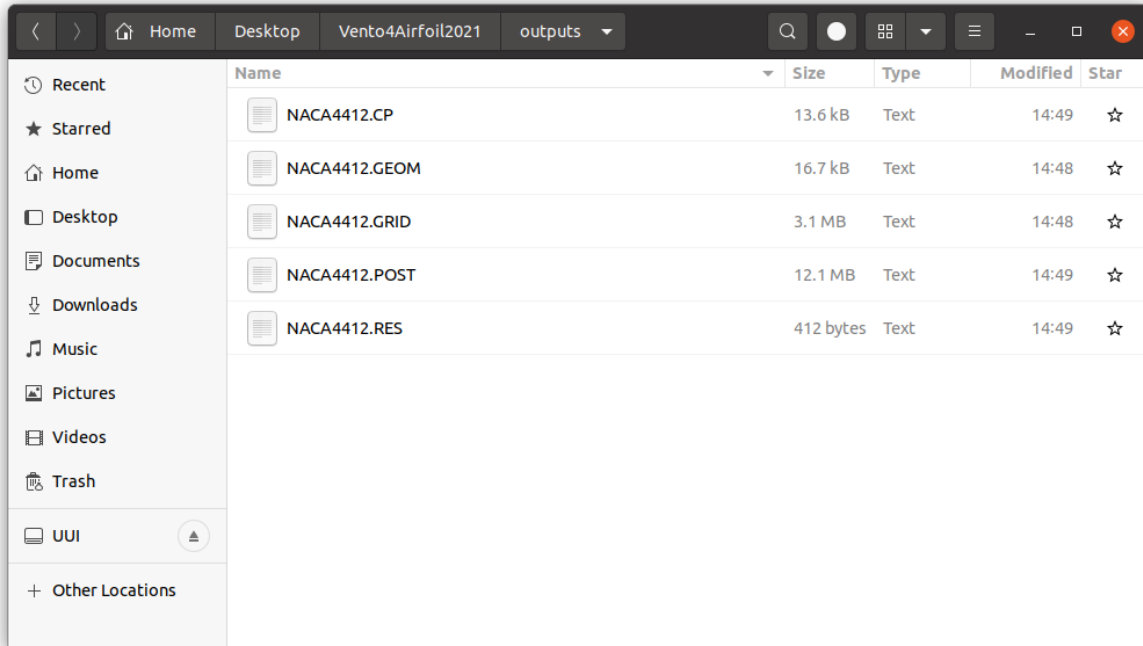 Home Desktop Vento4Airfoil2021 outputs
Recent
Starred
Home
Desktop
Documents
Downloads
Music
Pictures
Videos
Trash
UUI
Other Locations
Name Size Type Modified Star
NACA4412.CP 13.6 kB Text 14:49
NACA4412.GEOM 16.7 kB Text 14:48
NACA4412.GRID 3.1 MB Text 14:48
NACA4412.POST 12.1 MB Text 14:49
NACA4412.RES 412 bytes Text 14:49